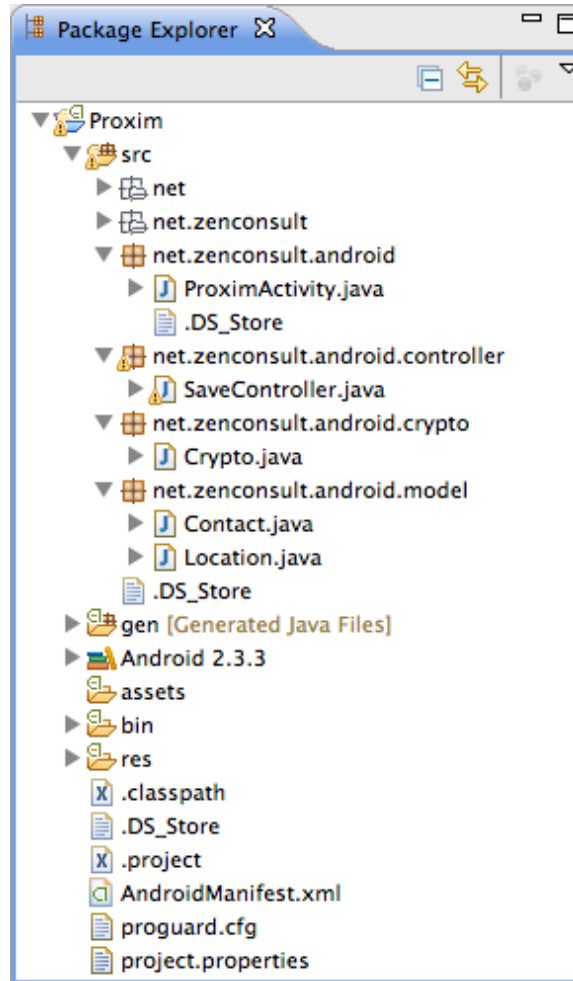 Package Explorer
Proxim
src
net
net.zenconsult
net.zenconsult.android
ProximActivity.java
.DS_Store
net.zenconsult.android.controller
SaveController.java
net.zenconsult.android.crypto
Crypto.java
net.zenconsult.android.model
Contact.java
Location.java
.DS_Store
gen [Generated Java Files]
Android 2.3.3
assets
bin
res
.classpath
.DS_Store
.project
AndroidManifest.xml
proguard.cfg
project.properties